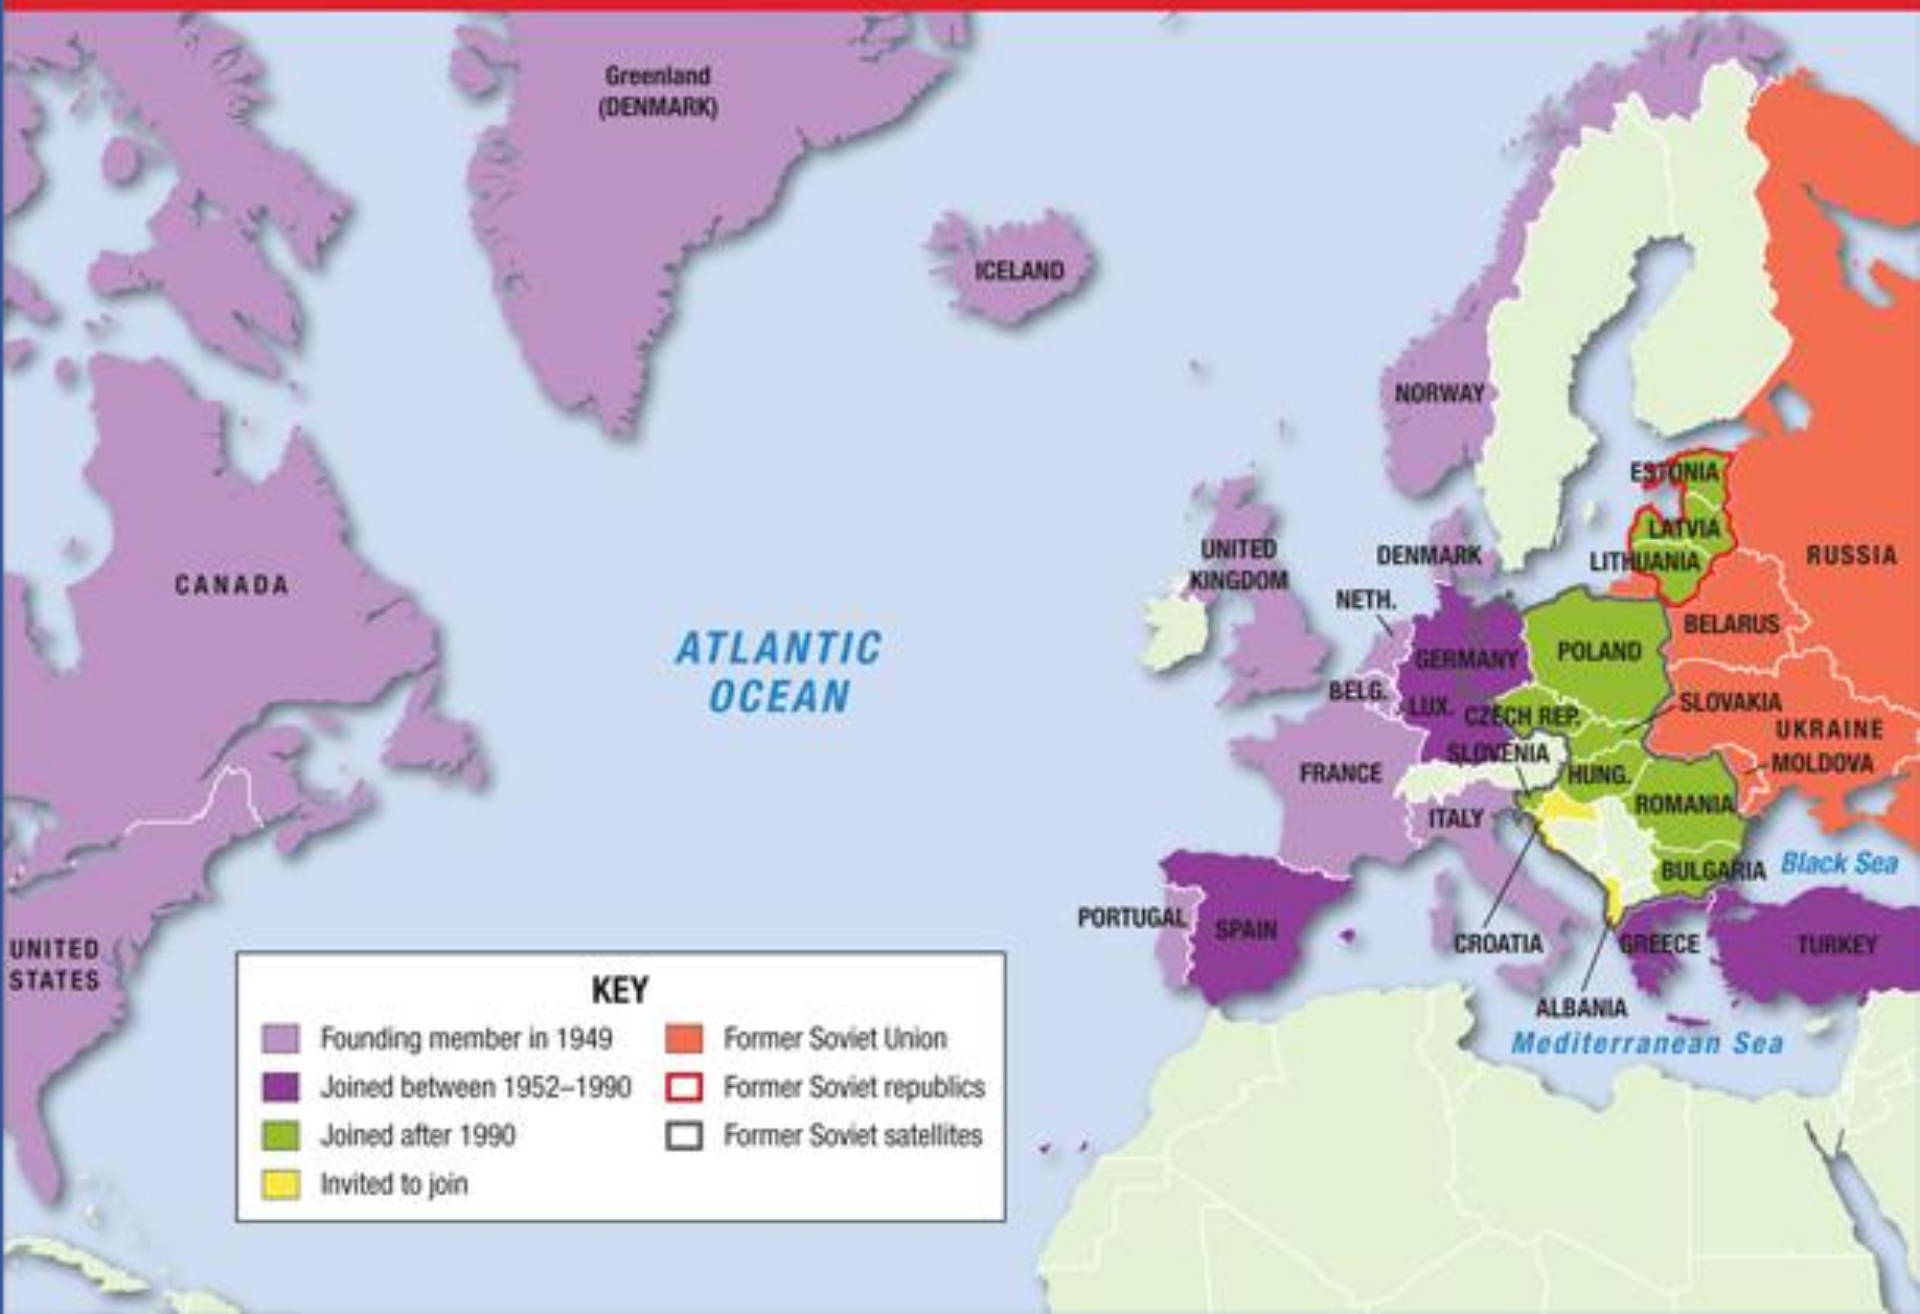 Greenland
(DENMARK)
ICELAND
NORWAY
ESTONIA
LATVIA
LITHUANIA
RUSSIA
UNITED
KINGDOM
DENMARK
CANADA
NETH.
BELARUS
ATLANTIC
OCEAN
GERMANY
POLAND
BELG.
LUX.
CZECH REP.
SLOVAKIA
UKRAINE
SLOVENIA
MOLDOVA
FRANCE
HUNG.
ROMANIA
ITALY
BULGARIA
Black Sea
PORTUGAL
SPAIN
CROATIA
GREECE
TURKEY
UNITED
STATES
ALBANIA
Mediterranean Sea
KEY
Founding member in 1949
Joined between 1952–1990
Joined after 1990
Invited to join
Former Soviet Union
Former Soviet republics
Former Soviet satellites